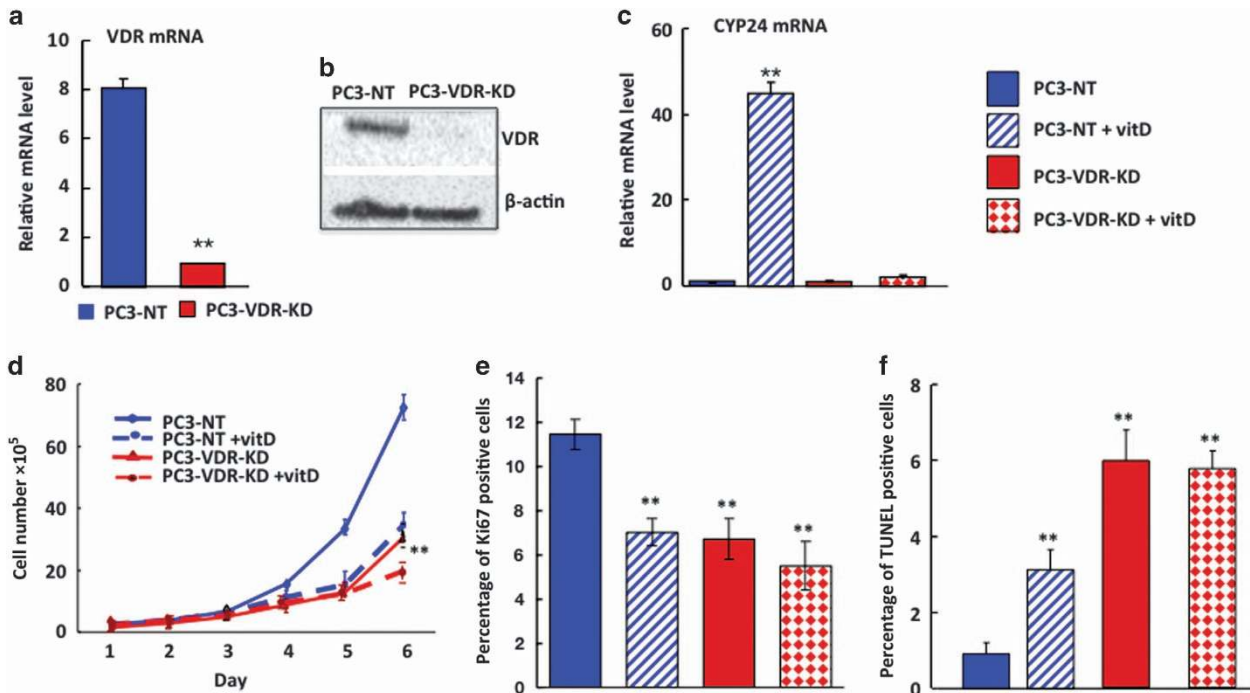 a
VDR mRNA
Relative mRNA level
10
8
6
4
2
0
**
PC3-NT
PC3-VDR-KD
b
PC3-NT PC3-VDR-KD
VDR
β-actin
c
CYP24 mRNA
Relative mRNA level
60
40
20
0
**
PC3-NT
PC3-NT + vitD
PC3-VDR-KD
PC3-VDR-KD + vitD
d
Cell number ×10⁵
80
60
40
20
0
PC3-NT
PC3-NT +vitD
PC3-VDR-KD
PC3-VDR-KD +vitD
**
1 2 3 4 5 6
Day
e
Percentage of Ki67 positive cells
14
12
10
8
6
4
2
0
**
**
**
f
Percentage of TUNEL positive cells
8
6
4
2
0
**
**
**